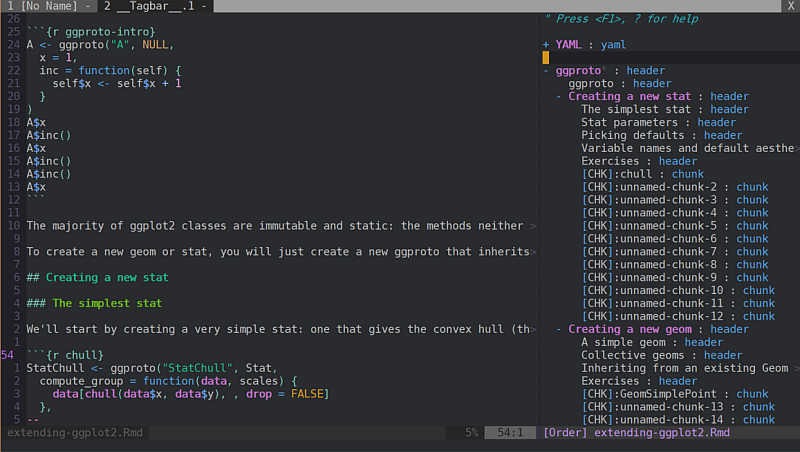 1 [No Name] - 2 __Tagbar__.1 - X
26
25 ```{r ggproto-intro}
24 A <- ggproto("A", NULL,
23   x = 1,
22   inc = function(self) {
21     self$x <- self$x + 1
20   }
19 )
18 A$x
17 A$inc()
16 A$x
15 A$inc()
14 A$inc()
13 A$x
12 ```
11
10 The majority of ggplot2 classes are immutable and static: the methods neither >
9
8 To create a new geom or stat, you will just create a new ggproto that inherits>
7
6 ## Creating a new stat
5
4 ### The simplest stat
3
2 We'll start by creating a very simple stat: one that gives the convex hull (th>
1
54 ```{r chull}
1 StatChull <- ggproto("StatChull", Stat,
2   compute_group = function(data, scales) {
3     data[chull(data$x, data$y), , drop = FALSE]
4   },
5 --
extending-ggplot2.Rmd 5% 54:1
" Press <F1>, ? for help
+ YAML : yaml
- ggproto* : header
    ggproto : header
  - Creating a new stat : header
      The simplest stat : header
      Stat parameters : header
      Picking defaults : header
      Variable names and default aesthe>
      Exercises : header
      [CHK]:chull : chunk
      [CHK]:unnamed-chunk-2 : chunk
      [CHK]:unnamed-chunk-3 : chunk
      [CHK]:unnamed-chunk-4 : chunk
      [CHK]:unnamed-chunk-5 : chunk
      [CHK]:unnamed-chunk-6 : chunk
      [CHK]:unnamed-chunk-7 : chunk
      [CHK]:unnamed-chunk-8 : chunk
      [CHK]:unnamed-chunk-9 : chunk
      [CHK]:unnamed-chunk-10 : chunk
      [CHK]:unnamed-chunk-11 : chunk
      [CHK]:unnamed-chunk-12 : chunk
  - Creating a new geom : header
      A simple geom : header
      Collective geoms : header
      Inheriting from an existing Geom >
      Exercises : header
      [CHK]:GeomSimplePoint : chunk
      [CHK]:unnamed-chunk-13 : chunk
      [CHK]:unnamed-chunk-14 : chunk
[Order] extending-ggplot2.Rmd